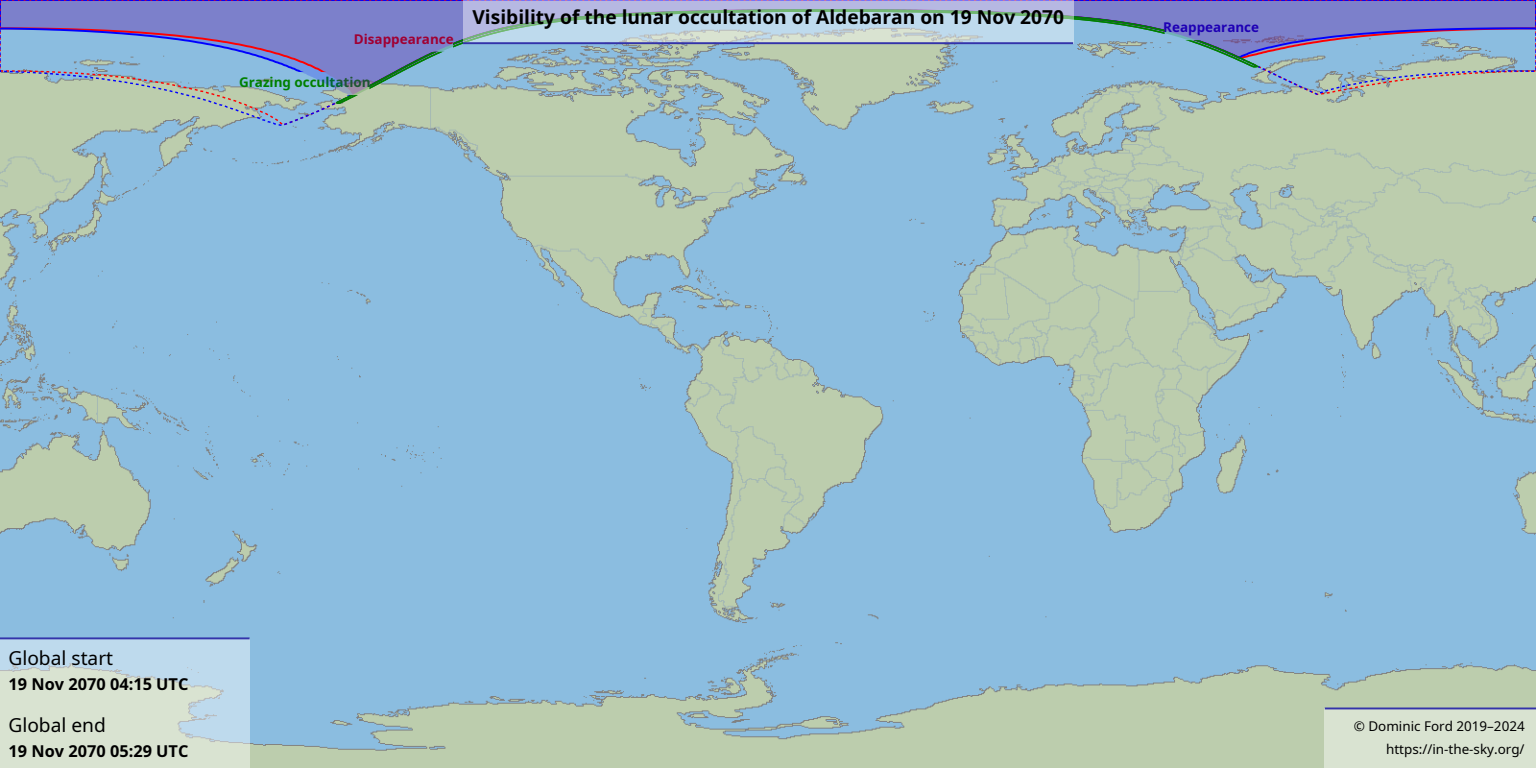 Visibility of the lunar occultation of Aldebaran on 19 Nov 2070
Disappearance
Reappearance
Grazing occultation
Global start
19 Nov 2070 04:15 UTC
Global end
19 Nov 2070 05:29 UTC
© Dominic Ford 2019–2024
https://in-the-sky.org/